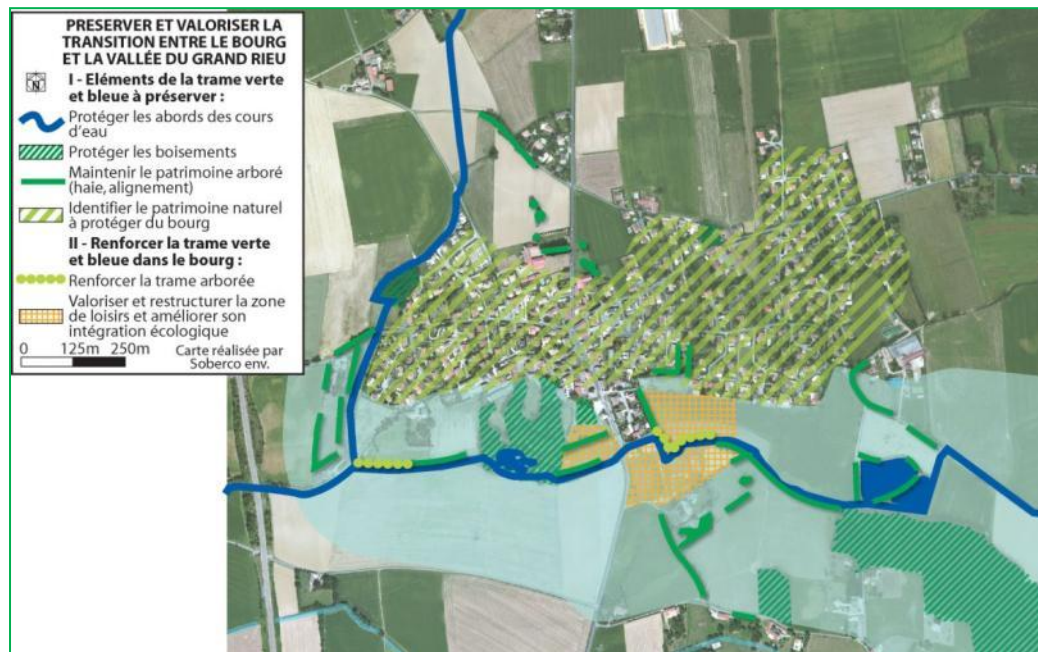 PRESERVER ET VALORISER LA
TRANSITION ENTRE LE BOURG
ET LA VALLÉE DU GRAND RIEU
N
I - Eléments de la trame verte
et bleue à préserver :
Protéger les abords des cours
d'eau
Protéger les boisements
Maintenir le patrimoine arboré
(haie, alignement)
Identifier le patrimoine naturel
à protéger du bourg
II - Renforcer la trame verte
et bleue dans le bourg :
Renforcer la trame arborée
Valoriser et restructurer la zone
de loisirs et améliorer son
intégration écologique
0 125m 250m
Carte réalisée par
Soberco env.